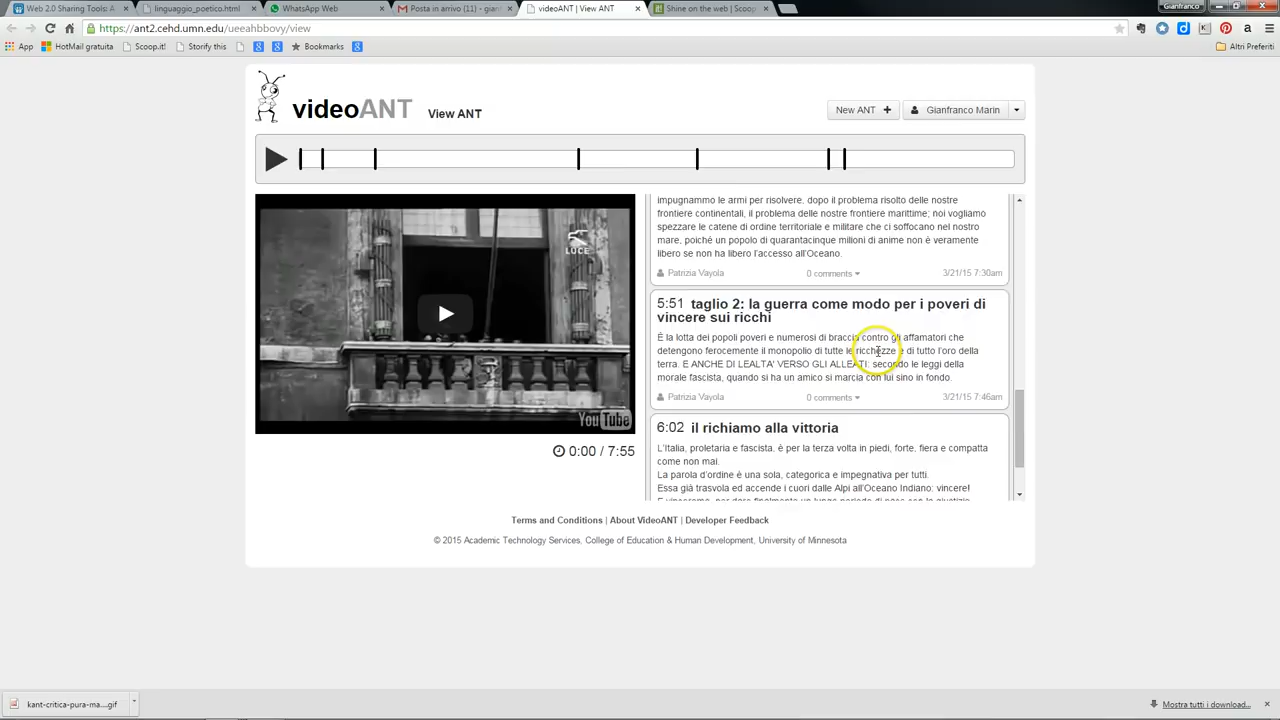 Web 2.0 Sharing Tools: A
linguaggio_poetico.html
WhatsApp Web
Posta in arrivo (11) - gian
videoANT | View ANT
Shine on the web | Scoop
Gianfranco
https://ant2.cehd.umn.edu/ueeahbbovy/view
App
HotMail gratuita
Scoop.it!
Storify this
Bookmarks
Altri Preferiti
videoANT View ANT
New ANT
Gianfranco Marin
impugnammo le armi per risolvere, dopo il problema risolto delle nostre
frontiere continentali, il problema delle nostre frontiere marittime; noi vogliamo
spezzare le catene di ordine territoriale e militare che ci soffocano nel nostro
mare, poiché un popolo di quarantacinque milioni di anime non è veramente
libero se non ha libero l'accesso all'Oceano.
Patrizia Vayola 0 comments 3/21/15 7:30am
5:51 taglio 2: la guerra come modo per i poveri di
vincere sui ricchi
È la lotta dei popoli poveri e numerosi di braccia contro gli affamatori che
detengono ferocemente il monopolio di tutte le ricchezze e di tutto l'oro della
terra. E ANCHE DI LEALTA' VERSO GLI ALLEATI: secondo le leggi della
morale fascista, quando si ha un amico si marcia con lui sino in fondo.
Patrizia Vayola 0 comments 3/21/15 7:46am
6:02 il richiamo alla vittoria
L'Italia, proletaria e fascista, è per la terza volta in piedi, forte, fiera e compatta
come non mai.
La parola d'ordine è una sola, categorica e impegnativa per tutti.
Essa già trasvola ed accende i cuori dalle Alpi all'Oceano Indiano: vincere!
E vinceremo, per dare finalmente un lungo periodo di pace con la giustizia
LUCE
YouTube
0:00 / 7:55
Terms and Conditions | About VideoANT | Developer Feedback
© 2015 Academic Technology Services, College of Education & Human Development, University of Minnesota
kant-critica-pura-ma....gif
Mostra tutti i download...